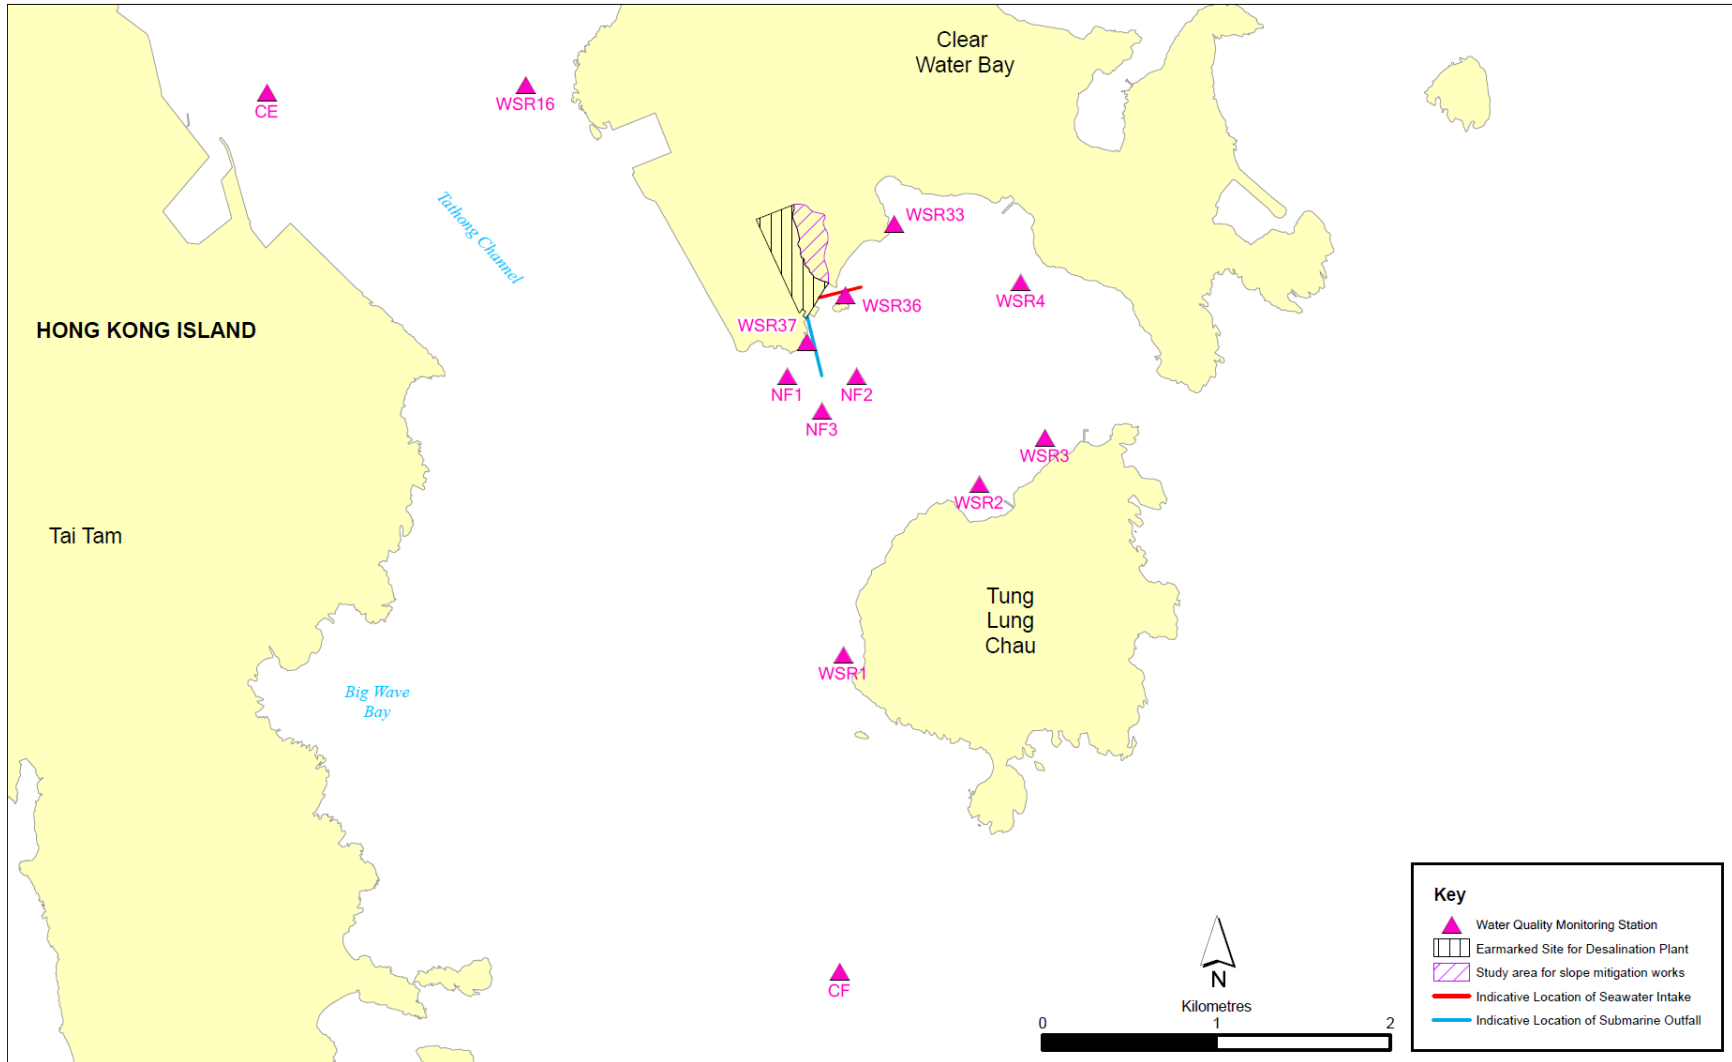 Clear
Water Bay
CE
WSR16
Tathong Channel
WSR33
WSR4
WSR36
HONG KONG ISLAND
WSR37
NF1
NF2
NF3
WSR3
WSR2
Tai Tam
Tung
Lung
Chau
WSR1
Big Wave
Bay
CF
N
Kilometres
0 1 2
Key
Water Quality Monitoring Station
Earmarked Site for Desalination Plant
Study area for slope mitigation works
Indicative Location of Seawater Intake
Indicative Location of Submarine Outfall